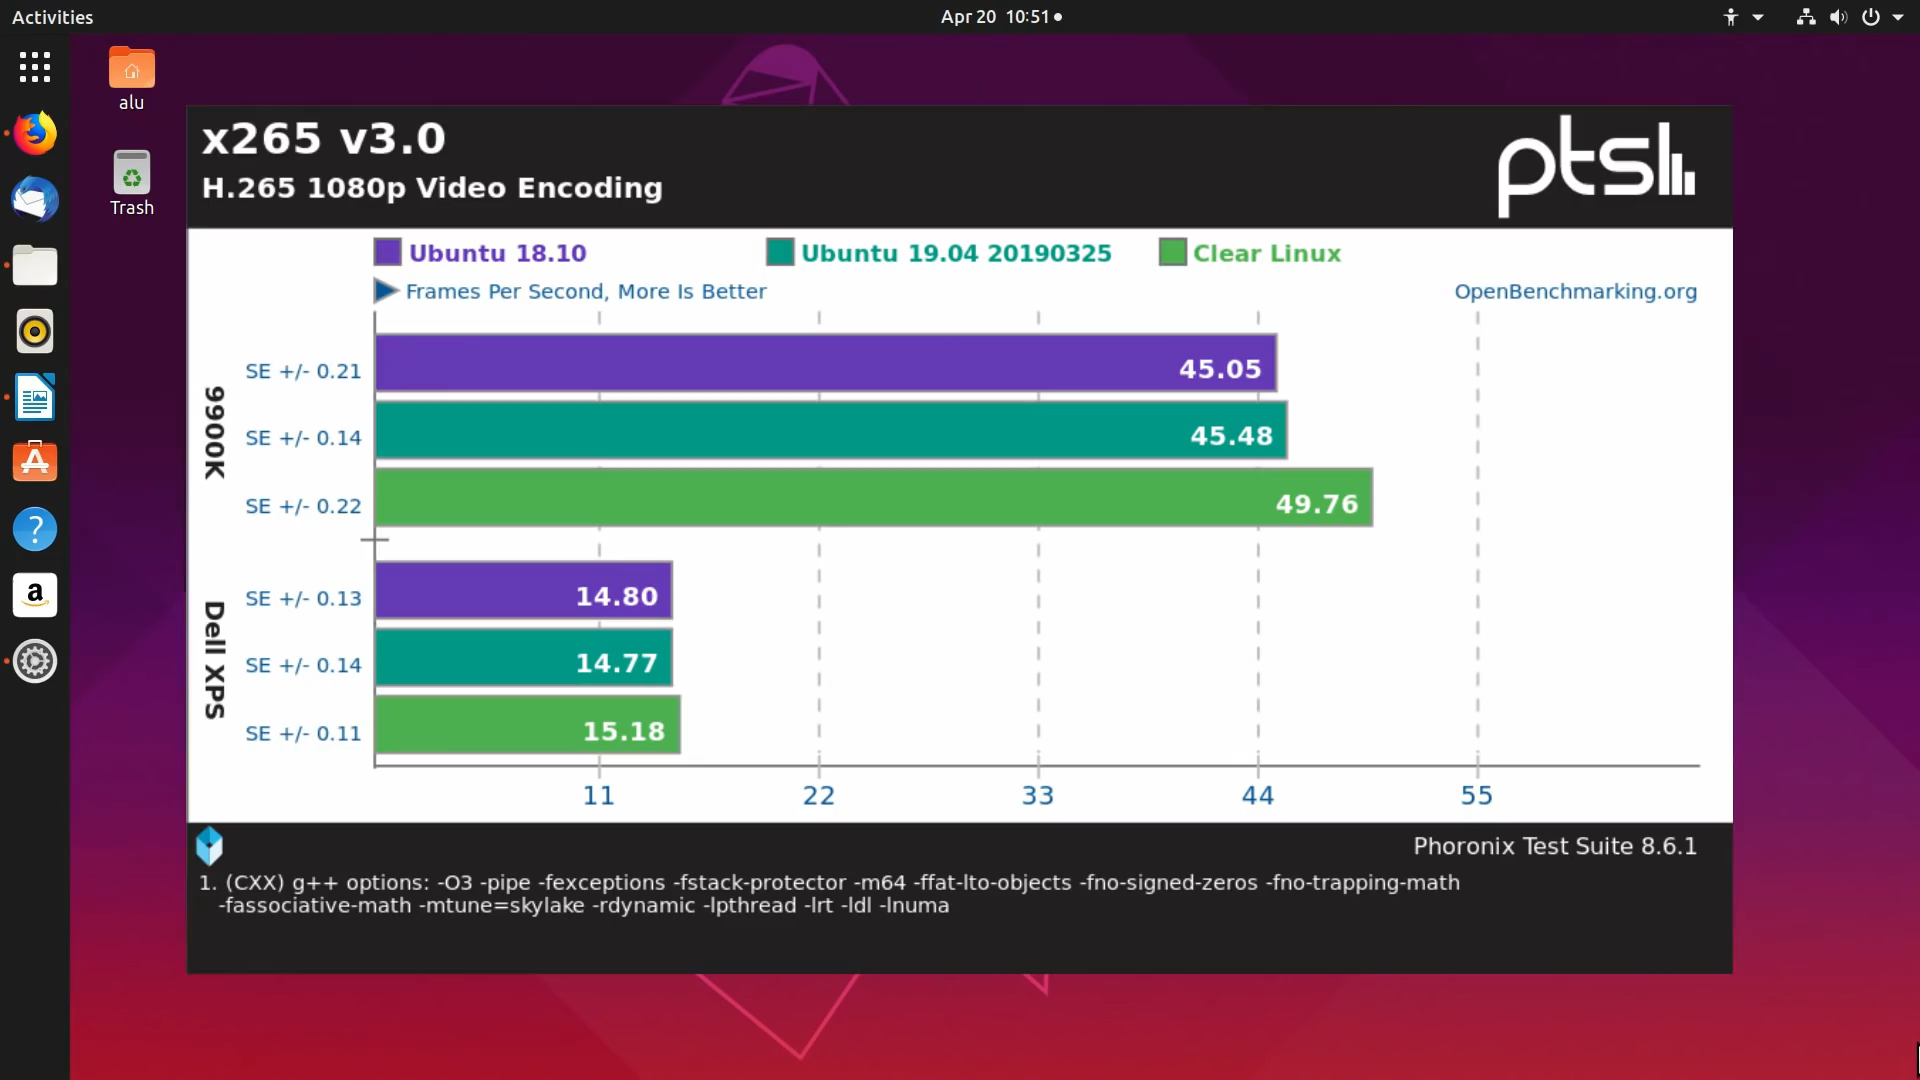 Activities
Apr 20 10:51
alu
Trash
x265 v3.0
H.265 1080p Video Encoding
pts
Ubuntu 18.10
Ubuntu 19.04 20190325
Clear Linux
Frames Per Second, More Is Better
OpenBenchmarking.org
9900K
SE +/- 0.21
45.05
SE +/- 0.14
45.48
SE +/- 0.22
49.76
Dell XPS
SE +/- 0.13
14.80
SE +/- 0.14
14.77
SE +/- 0.11
15.18
11
22
33
44
55
Phoronix Test Suite 8.6.1
1. (CXX) g++ options: -O3 -pipe -fexceptions -fstack-protector -m64 -ffat-lto-objects -fno-signed-zeros -fno-trapping-math
-fassociative-math -mtune=skylake -rdynamic -lpthread -lrt -ldl -lnuma